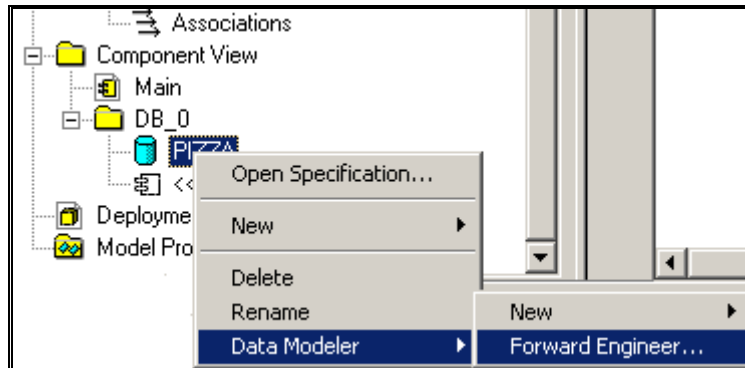 Associations
Component View
Main
DB_0
PIZZA
<<
Open Specification...
Deployme
New
Model Pro
Delete
Rename
New
Data Modeler
Forward Engineer...